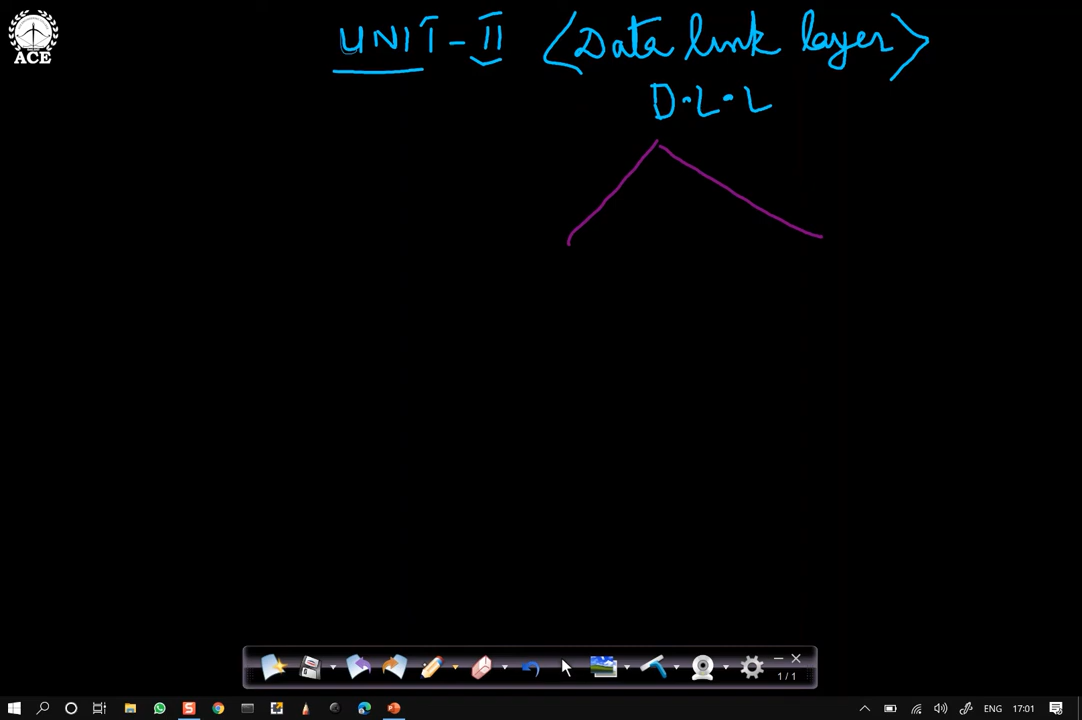 ACE
UNIT-II (Data link layer)
D.L.L
1/1
ENG 17:01